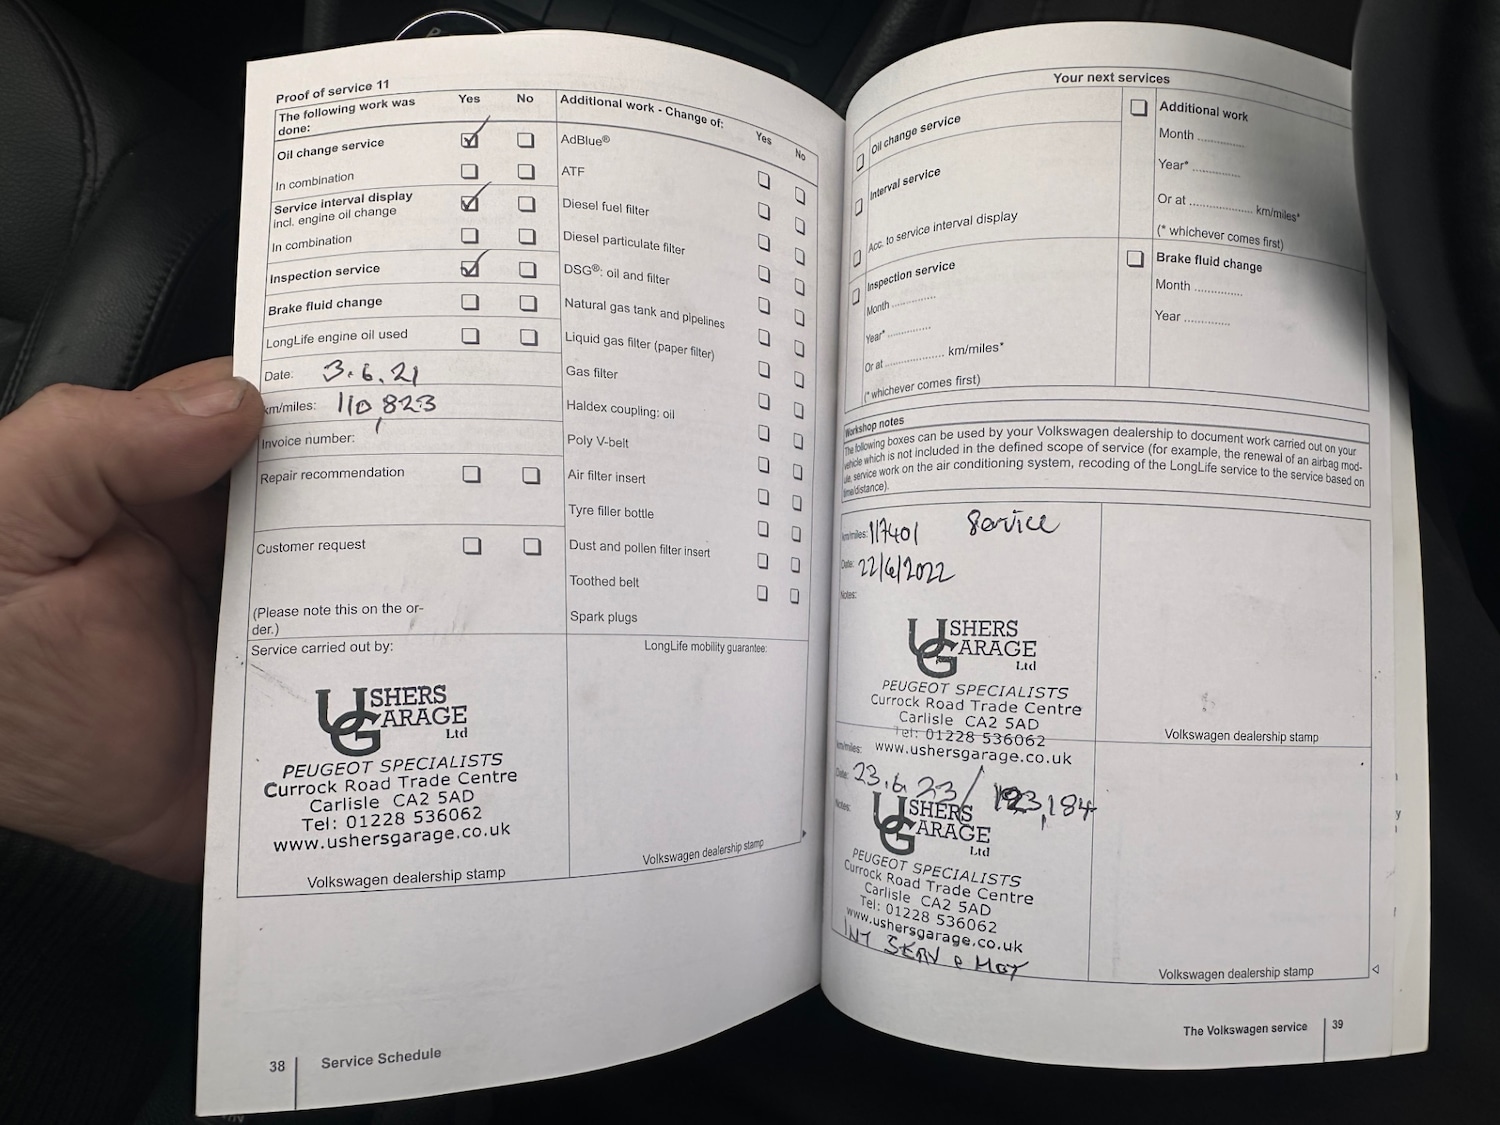 Proof of service 11
The following work was done:
Yes No
Oil change service
In combination
Service interval display
incl. engine oil change
In combination
Inspection service
Brake fluid change
LongLife engine oil used
Date: 3.6.21
km/miles: 110,823
Invoice number:
Repair recommendation
Customer request
(Please note this on the or-
der.)
Service carried out by:
USHERS
GARAGE
Ltd
PEUGEOT SPECIALISTS
Currock Road Trade Centre
Carlisle CA2 5AD
Tel: 01228 536062
www.ushersgarage.co.uk
Volkswagen dealership stamp
Additional work - Change of:
Yes No
AdBlue®
ATF
Diesel fuel filter
Diesel particulate filter
DSG®: oil and filter
Natural gas tank and pipelines
Liquid gas filter (paper filter)
Gas filter
Haldex coupling: oil
Poly V-belt
Air filter insert
Tyre filler bottle
Dust and pollen filter insert
Toothed belt
Spark plugs
LongLife mobility guarantee:
Volkswagen dealership stamp
38 Service Schedule
Your next services
Oil change service
Interval service
Acc. to service interval display
Inspection service
Month ..............
Year* ..............
Or at ................... km/miles*
(* whichever comes first)
Additional work
Month ..............
Year* ..............
Or at ................... km/miles*
(* whichever comes first)
Brake fluid change
Month ..............
Year ..............
Workshop notes
The following boxes can be used by your Volkswagen dealership to document work carried out on your
vehicle which is not included in the defined scope of service (for example, the renewal of an airbag mod-
ule, service work on the air conditioning system, recoding of the LongLife service to the service based on
time/distance).
km/miles: 117401 Service
Date: 22/6/2022
Notes:
USHERS
GARAGE
Ltd
PEUGEOT SPECIALISTS
Currock Road Trade Centre
Carlisle CA2 5AD
Tel: 01228 536062
www.ushersgarage.co.uk
Volkswagen dealership stamp
km/miles:
Date: 23.6.23 / 123,184
Notes:
USHERS
GARAGE
Ltd
PEUGEOT SPECIALISTS
Currock Road Trade Centre
Carlisle CA2 5AD
Tel: 01228 536062
www.ushersgarage.co.uk
INT SERV & MOT
Volkswagen dealership stamp
The Volkswagen service 39